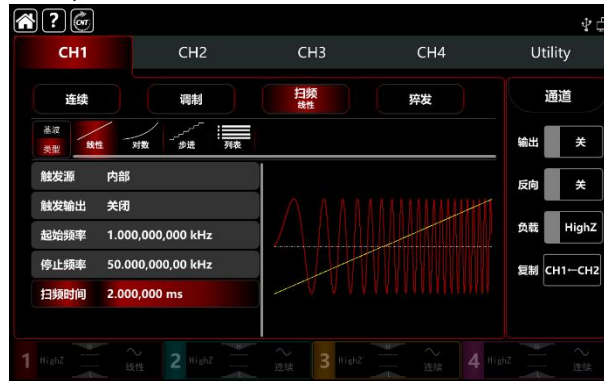 ? CNT
CH1 CH2 CH3 CH4 Utility
连续 调制 扫频 猝发 通道
线性
基波
类型 线性 对数 步进 列表
输出 关
触发源 内部
反向 关
触发输出 关闭
负载 HighZ
起始频率 1.000,000,000 kHz
停止频率 50.000,000,00 kHz
复制 CH1←CH2
扫频时间 2.000,000 ms
1 HighZ 线性 2 HighZ 连续 3 HighZ 连续 4 HighZ 连续